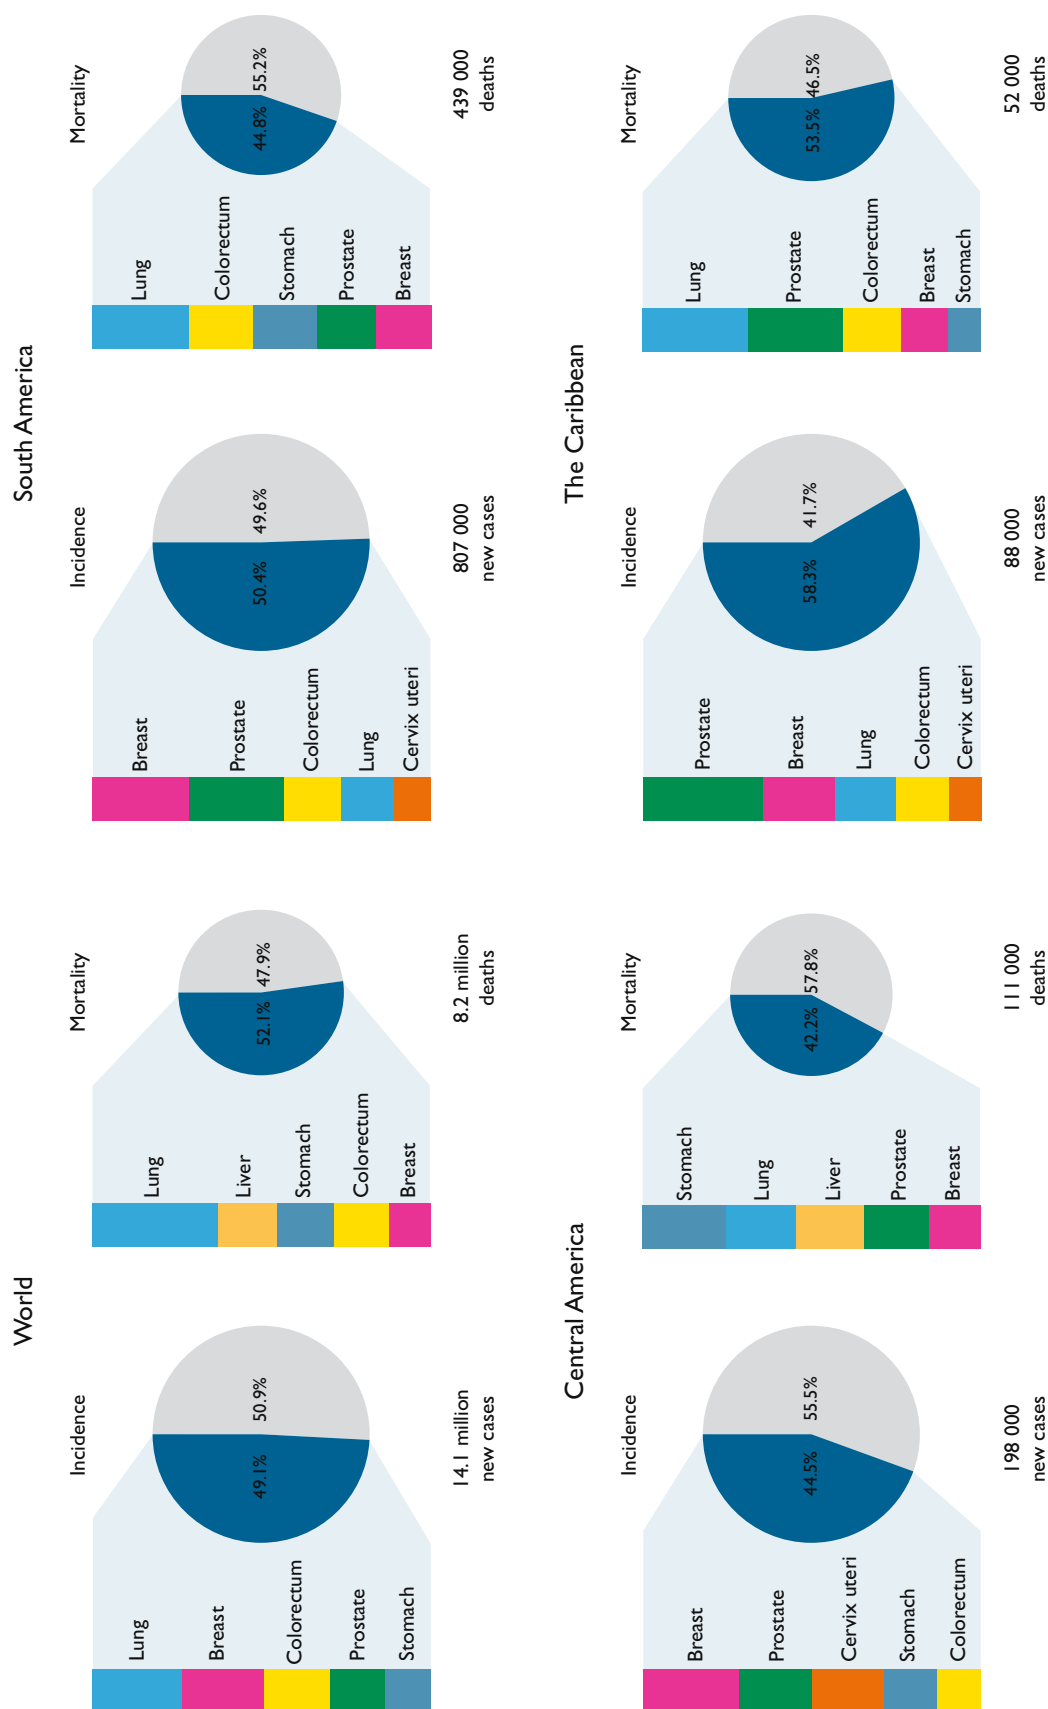 World
Incidence
Lung
Breast
Colorectum
Prostate
Stomach
49.1%
50.9%
14.1 million
new cases
Mortality
Lung
Liver
Stomach
Colorectum
Breast
52.1%
47.9%
8.2 million
deaths
South America
Incidence
Breast
Prostate
Colorectum
Lung
Cervix uteri
50.4%
49.6%
807 000
new cases
Mortality
Lung
Colorectum
Stomach
Prostate
Breast
44.8%
55.2%
439 000
deaths
Central America
Incidence
Breast
Prostate
Cervix uteri
Stomach
Colorectum
44.5%
55.5%
198 000
new cases
Mortality
Stomach
Lung
Liver
Prostate
Breast
42.2%
57.8%
111 000
deaths
The Caribbean
Incidence
Prostate
Breast
Lung
Colorectum
Cervix uteri
58.3%
41.7%
88 000
new cases
Mortality
Lung
Prostate
Colorectum
Breast
Stomach
53.5%
46.5%
52 000
deaths